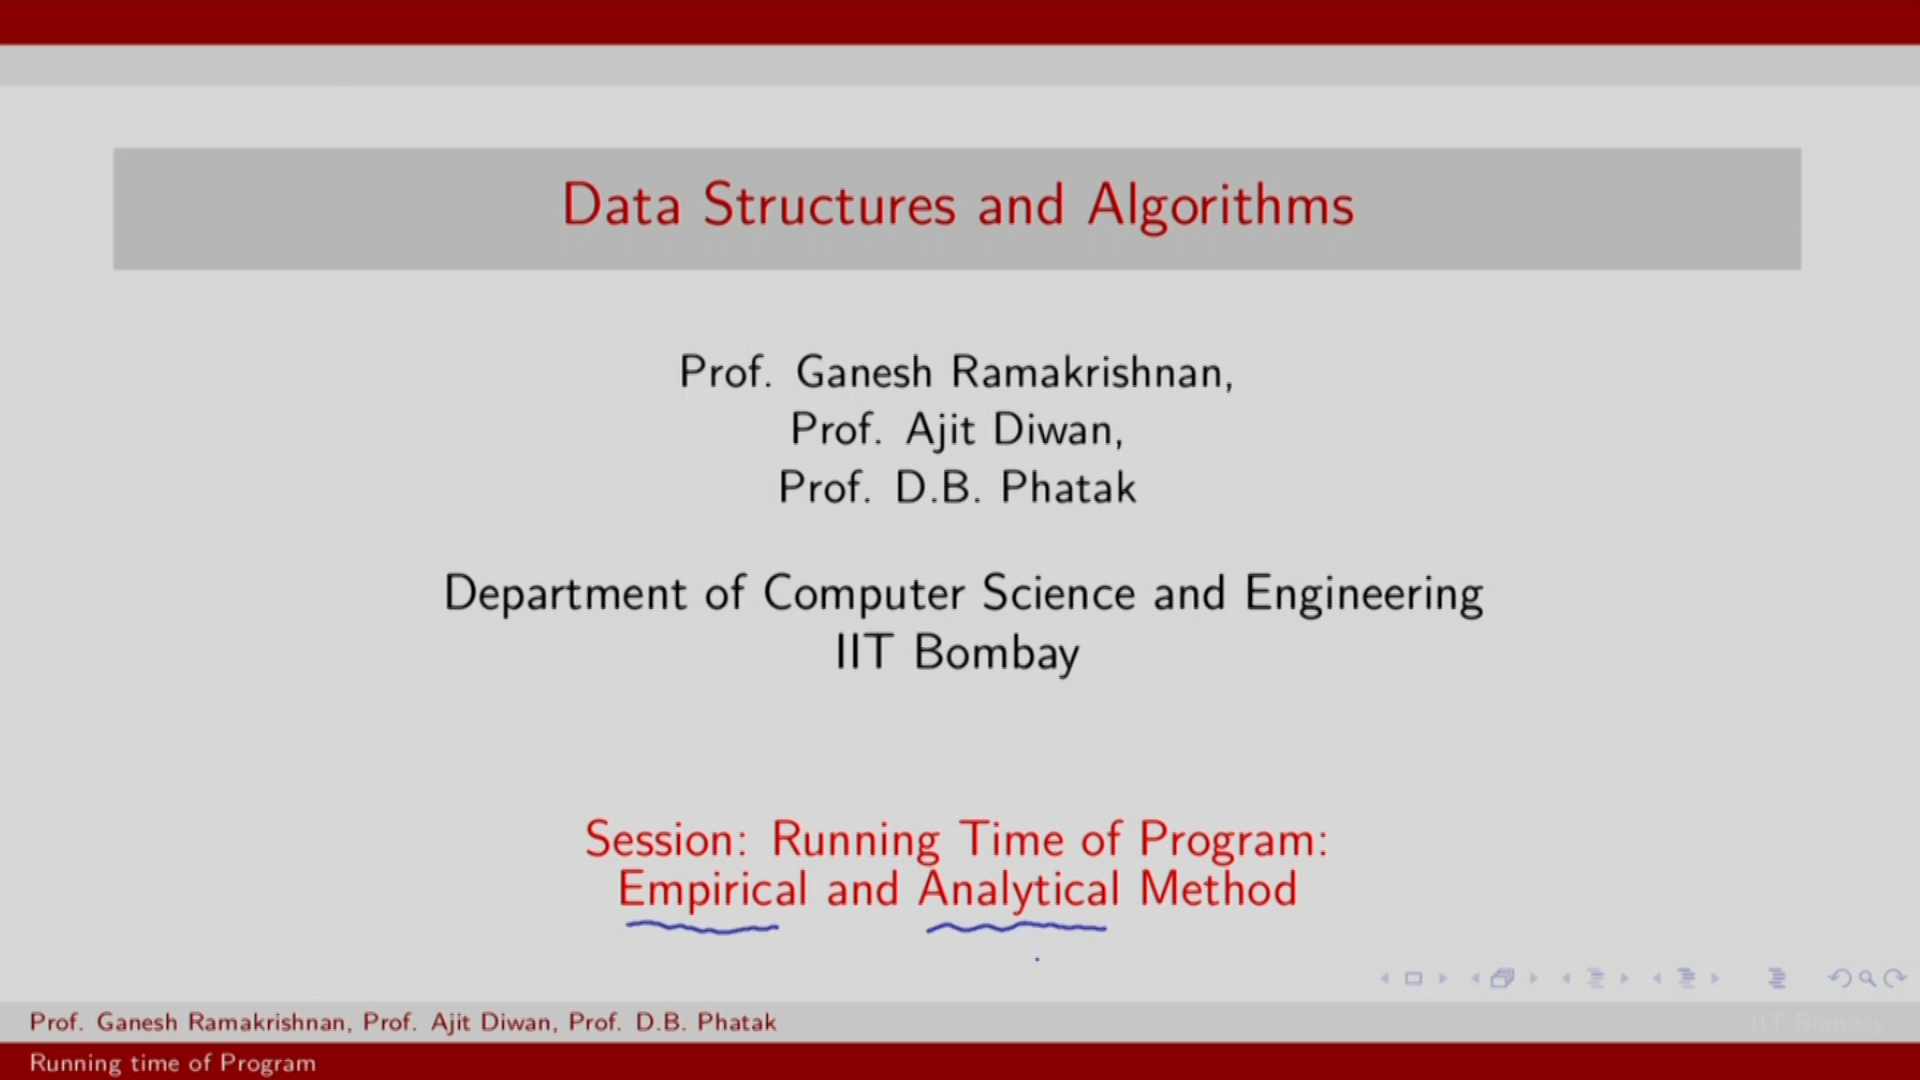 Data Structures and Algorithms
Prof. Ganesh Ramakrishnan,
Prof. Ajit Diwan,
Prof. D.B. Phatak
Department of Computer Science and Engineering
IIT Bombay
Session: Running Time of Program:
Empirical and Analytical Method
Prof. Ganesh Ramakrishnan, Prof. Ajit Diwan, Prof. D.B. Phatak
IIT Bombay
Running time of Program